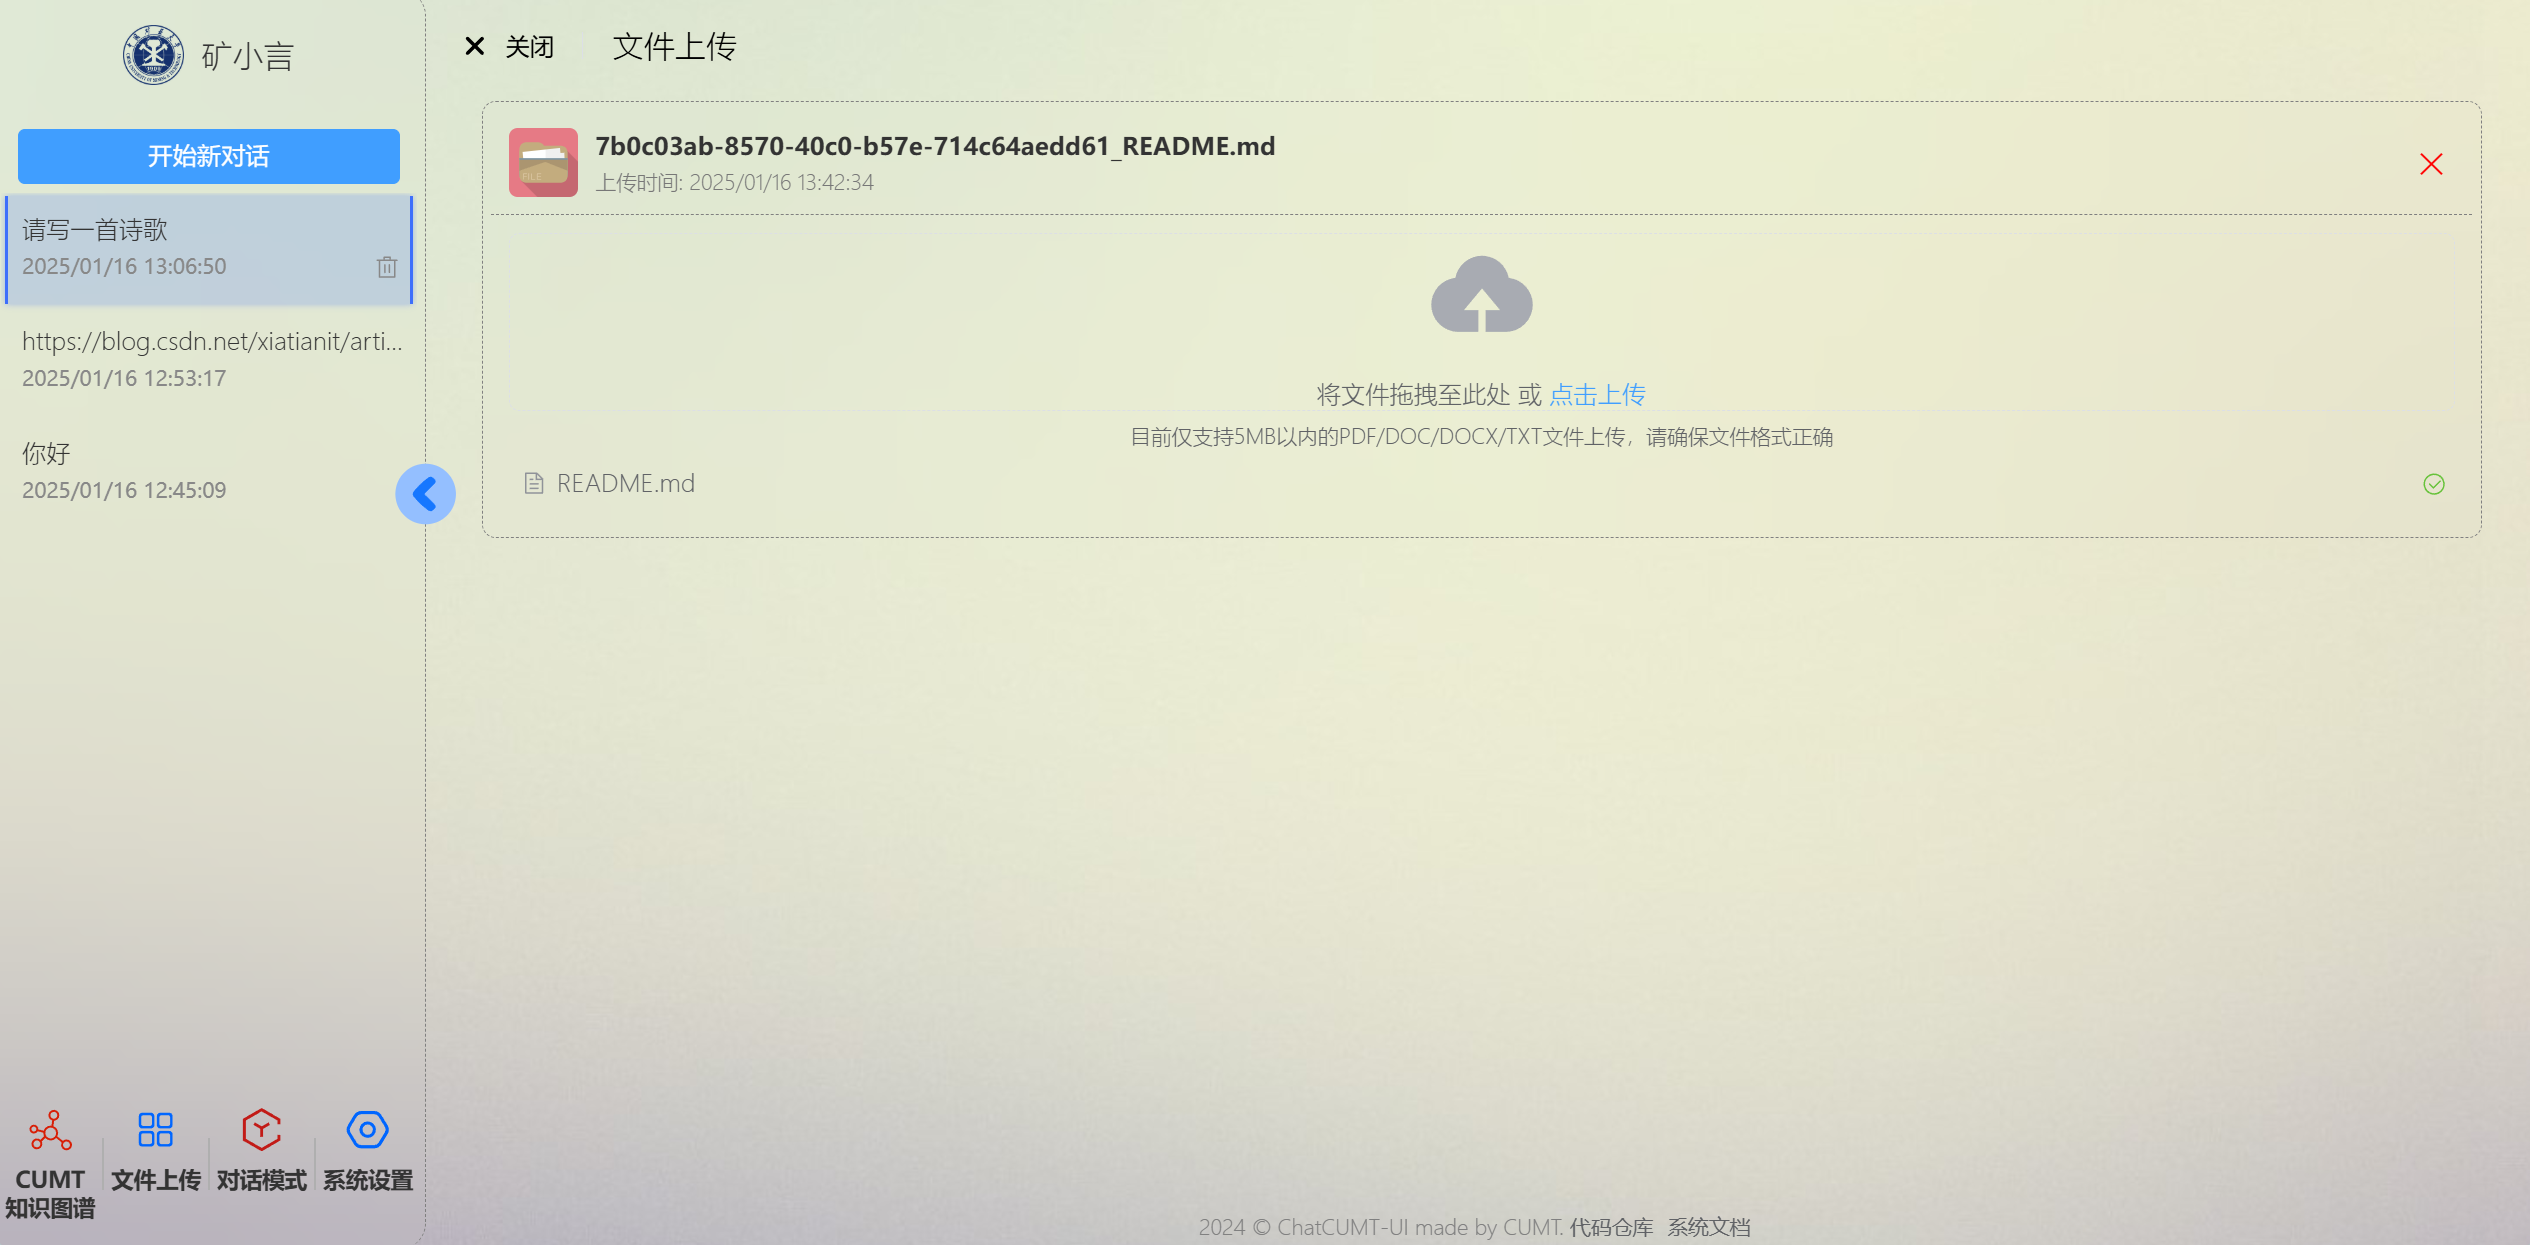 矿小言
开始新对话
请写一首诗歌
2025/01/16 13:06:50
https://blog.csdn.net/xiatianit/arti...
2025/01/16 12:53:17
你好
2025/01/16 12:45:09
CUMT
知识图谱
文件上传
对话模式
系统设置
关闭
文件上传
7b0c03ab-8570-40c0-b57e-714c64aedd61_README.md
上传时间: 2025/01/16 13:42:34
FILE
将文件拖拽至此处 或 点击上传
目前仅支持5MB以内的PDF/DOC/DOCX/TXT文件上传，请确保文件格式正确
README.md
2024 © ChatCUMT-UI made by CUMT. 代码仓库 系统文档